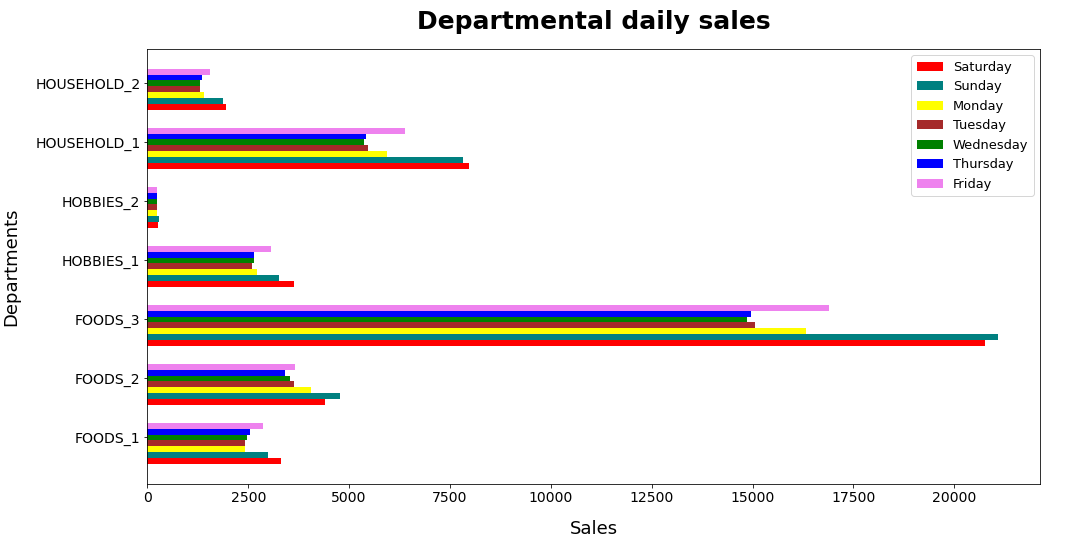 Departmental daily sales
Saturday
Sunday
Monday
Tuesday
Wednesday
Thursday
Friday
HOUSEHOLD_2
HOUSEHOLD_1
HOBBIES_2
HOBBIES_1
FOODS_3
FOODS_2
FOODS_1
Departments
0 2500 5000 7500 10000 12500 15000 17500 20000
Sales